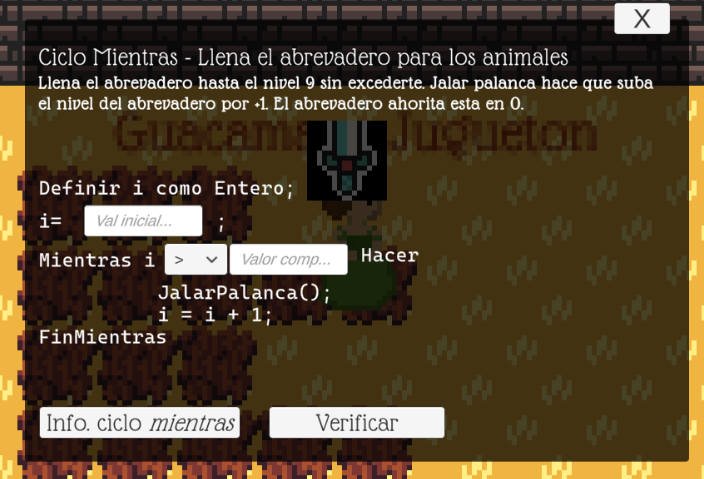 X
Ciclo Mientras - Llena el abrevadero para los animales
Llena el abrevadero hasta el nivel 9 sin excederte. Jalar palanca hace que suba
el nivel del abrevadero por +1. El abrevadero ahorita esta en 0.
Jugueton
Definir i como Entero;
i= Val inicial... ;
Mientras i > Valor comp... Hacer
JalarPalanca();
i = i + 1;
FinMientras
Info. ciclo mientras Verificar